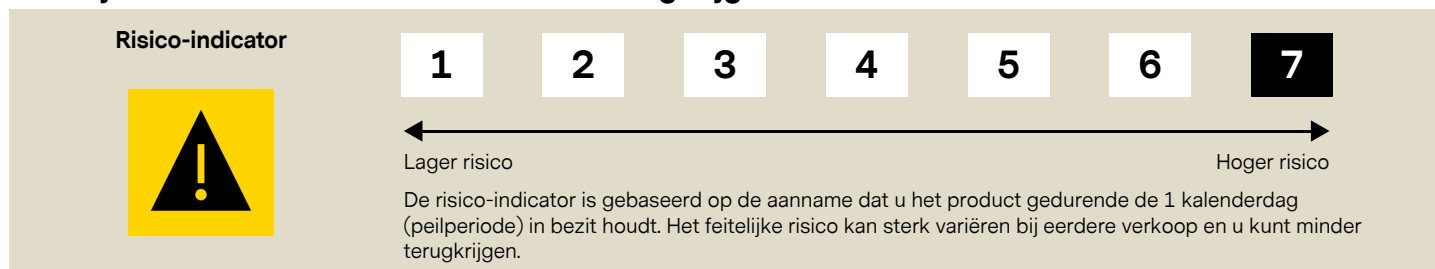 Risico-indicator
1 2 3 4 5 6 7
Lager risico Hoger risico
De risico-indicator is gebaseerd op de aanname dat u het product gedurende de 1 kalenderdag
(peilperiode) in bezit houdt. Het feitelijke risico kan sterk variëren bij eerdere verkoop en u kunt minder
terugkrijgen.